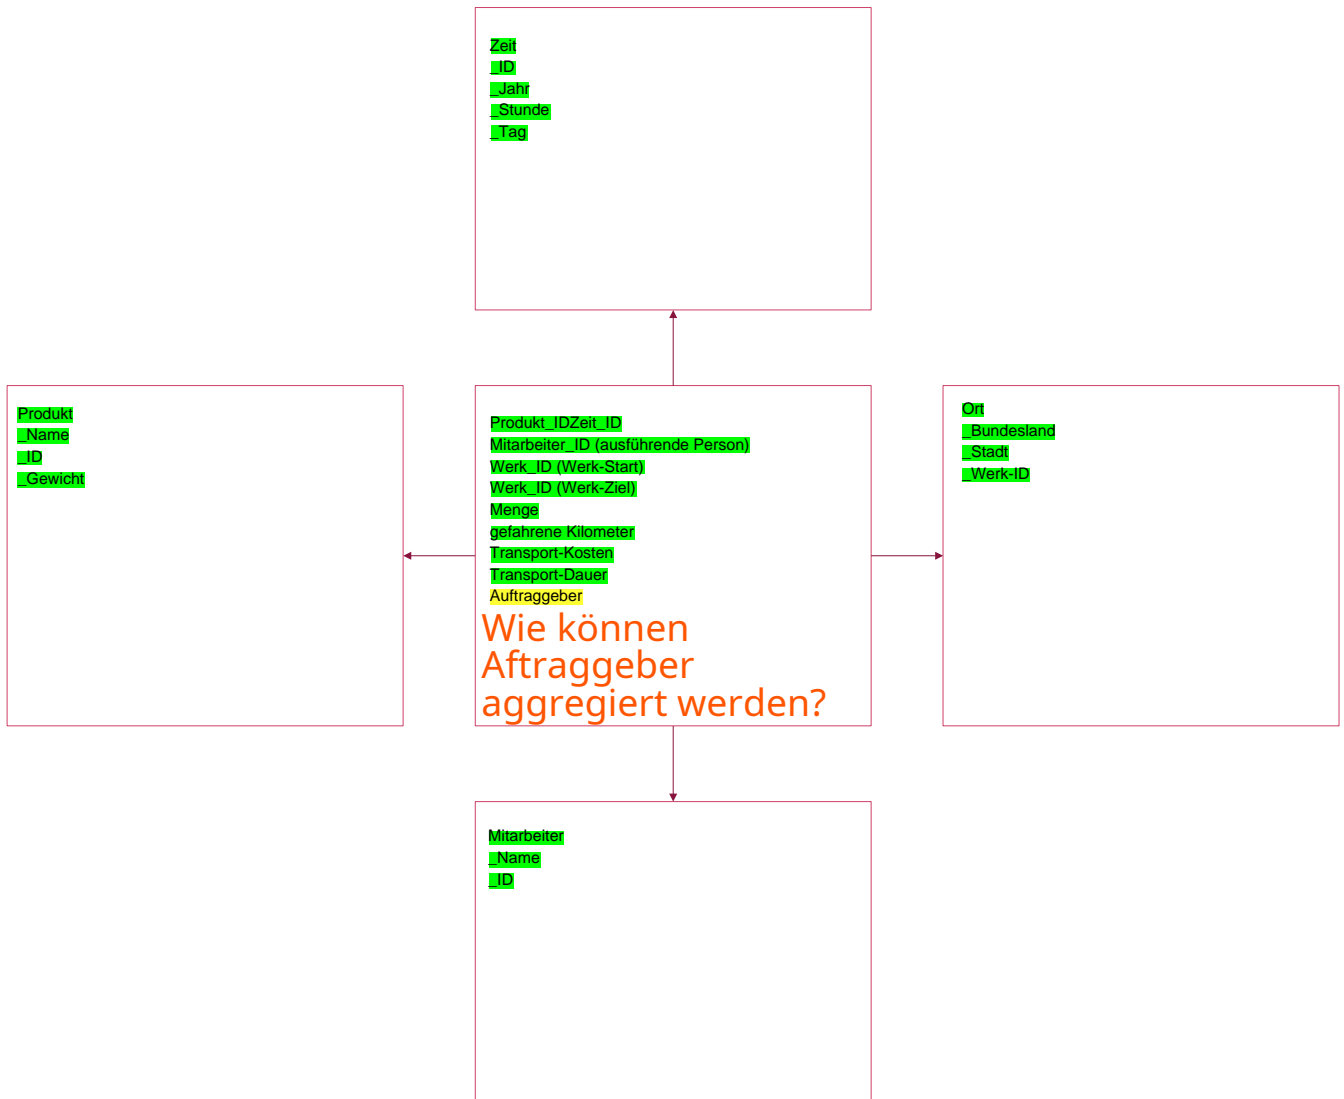 Zeit
_ID
_Jahr
_Stunde
_Tag
Produkt
_Name
_ID
_Gewicht
Produkt_IDZeit_ID
Mitarbeiter_ID (ausführende Person)
Werk_ID (Werk-Start)
Werk_ID (Werk-Ziel)
Menge
gefahrene Kilometer
Transport-Kosten
Transport-Dauer
Auftraggeber
Wie können
Aftraggeber
aggregiert werden?
Ort
_Bundesland
_Stadt
_Werk-ID
Mitarbeiter
_Name
_ID